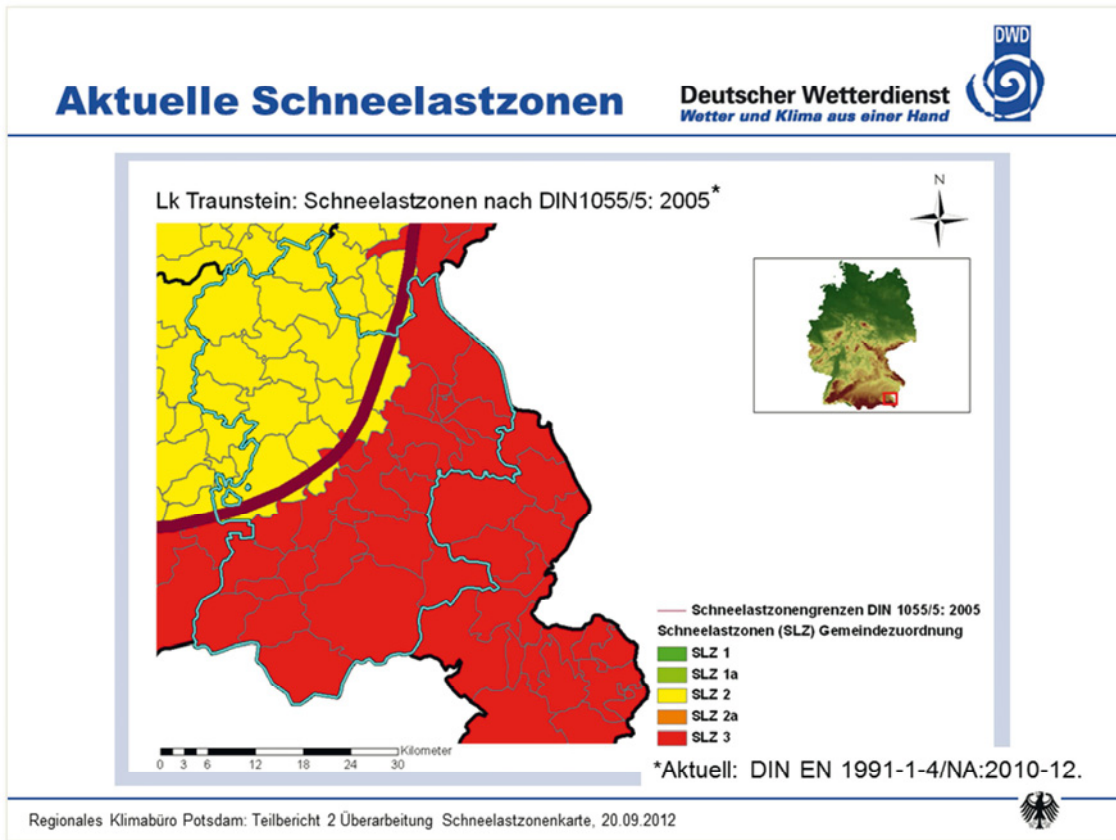 Aktuelle Schneelastzonen
Deutscher Wetterdienst
Wetter und Klima aus einer Hand
DWD
Lk Traunstein: Schneelastzonen nach DIN1055/5: 2005*
N
Schneelastzonengrenzen DIN 1055/5: 2005
Schneelastzonen (SLZ) Gemeindezuordnung
SLZ 1
SLZ 1a
SLZ 2
SLZ 2a
SLZ 3
Kilometer
0 3 6 12 18 24 30
*Aktuell: DIN EN 1991-1-4/NA:2010-12.
Regionales Klimabüro Potsdam: Teilbericht 2 Überarbeitung Schneelastzonenkarte, 20.09.2012